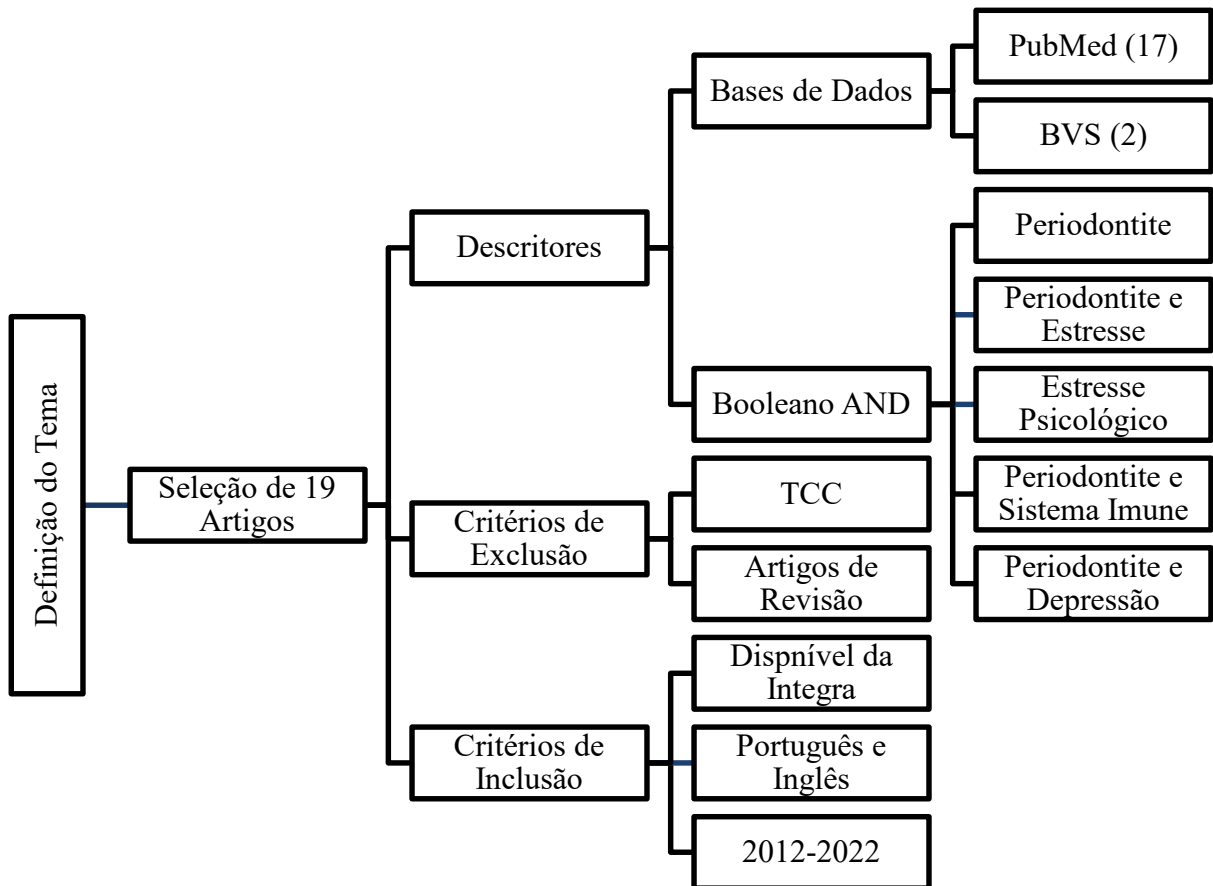 Definição do Tema
Seleção de 19
Artigos
Descritores
Bases de Dados
PubMed (17)
BVS (2)
Booleano AND
Periodontite
Periodontite e
Estresse
Estresse
Psicológico
Periodontite e
Sistema Imune
Periodontite e
Depressão
Critérios de
Exclusão
TCC
Artigos de
Revisão
Critérios de
Inclusão
Dispnível da
Integra
Português e
Inglês
2012-2022